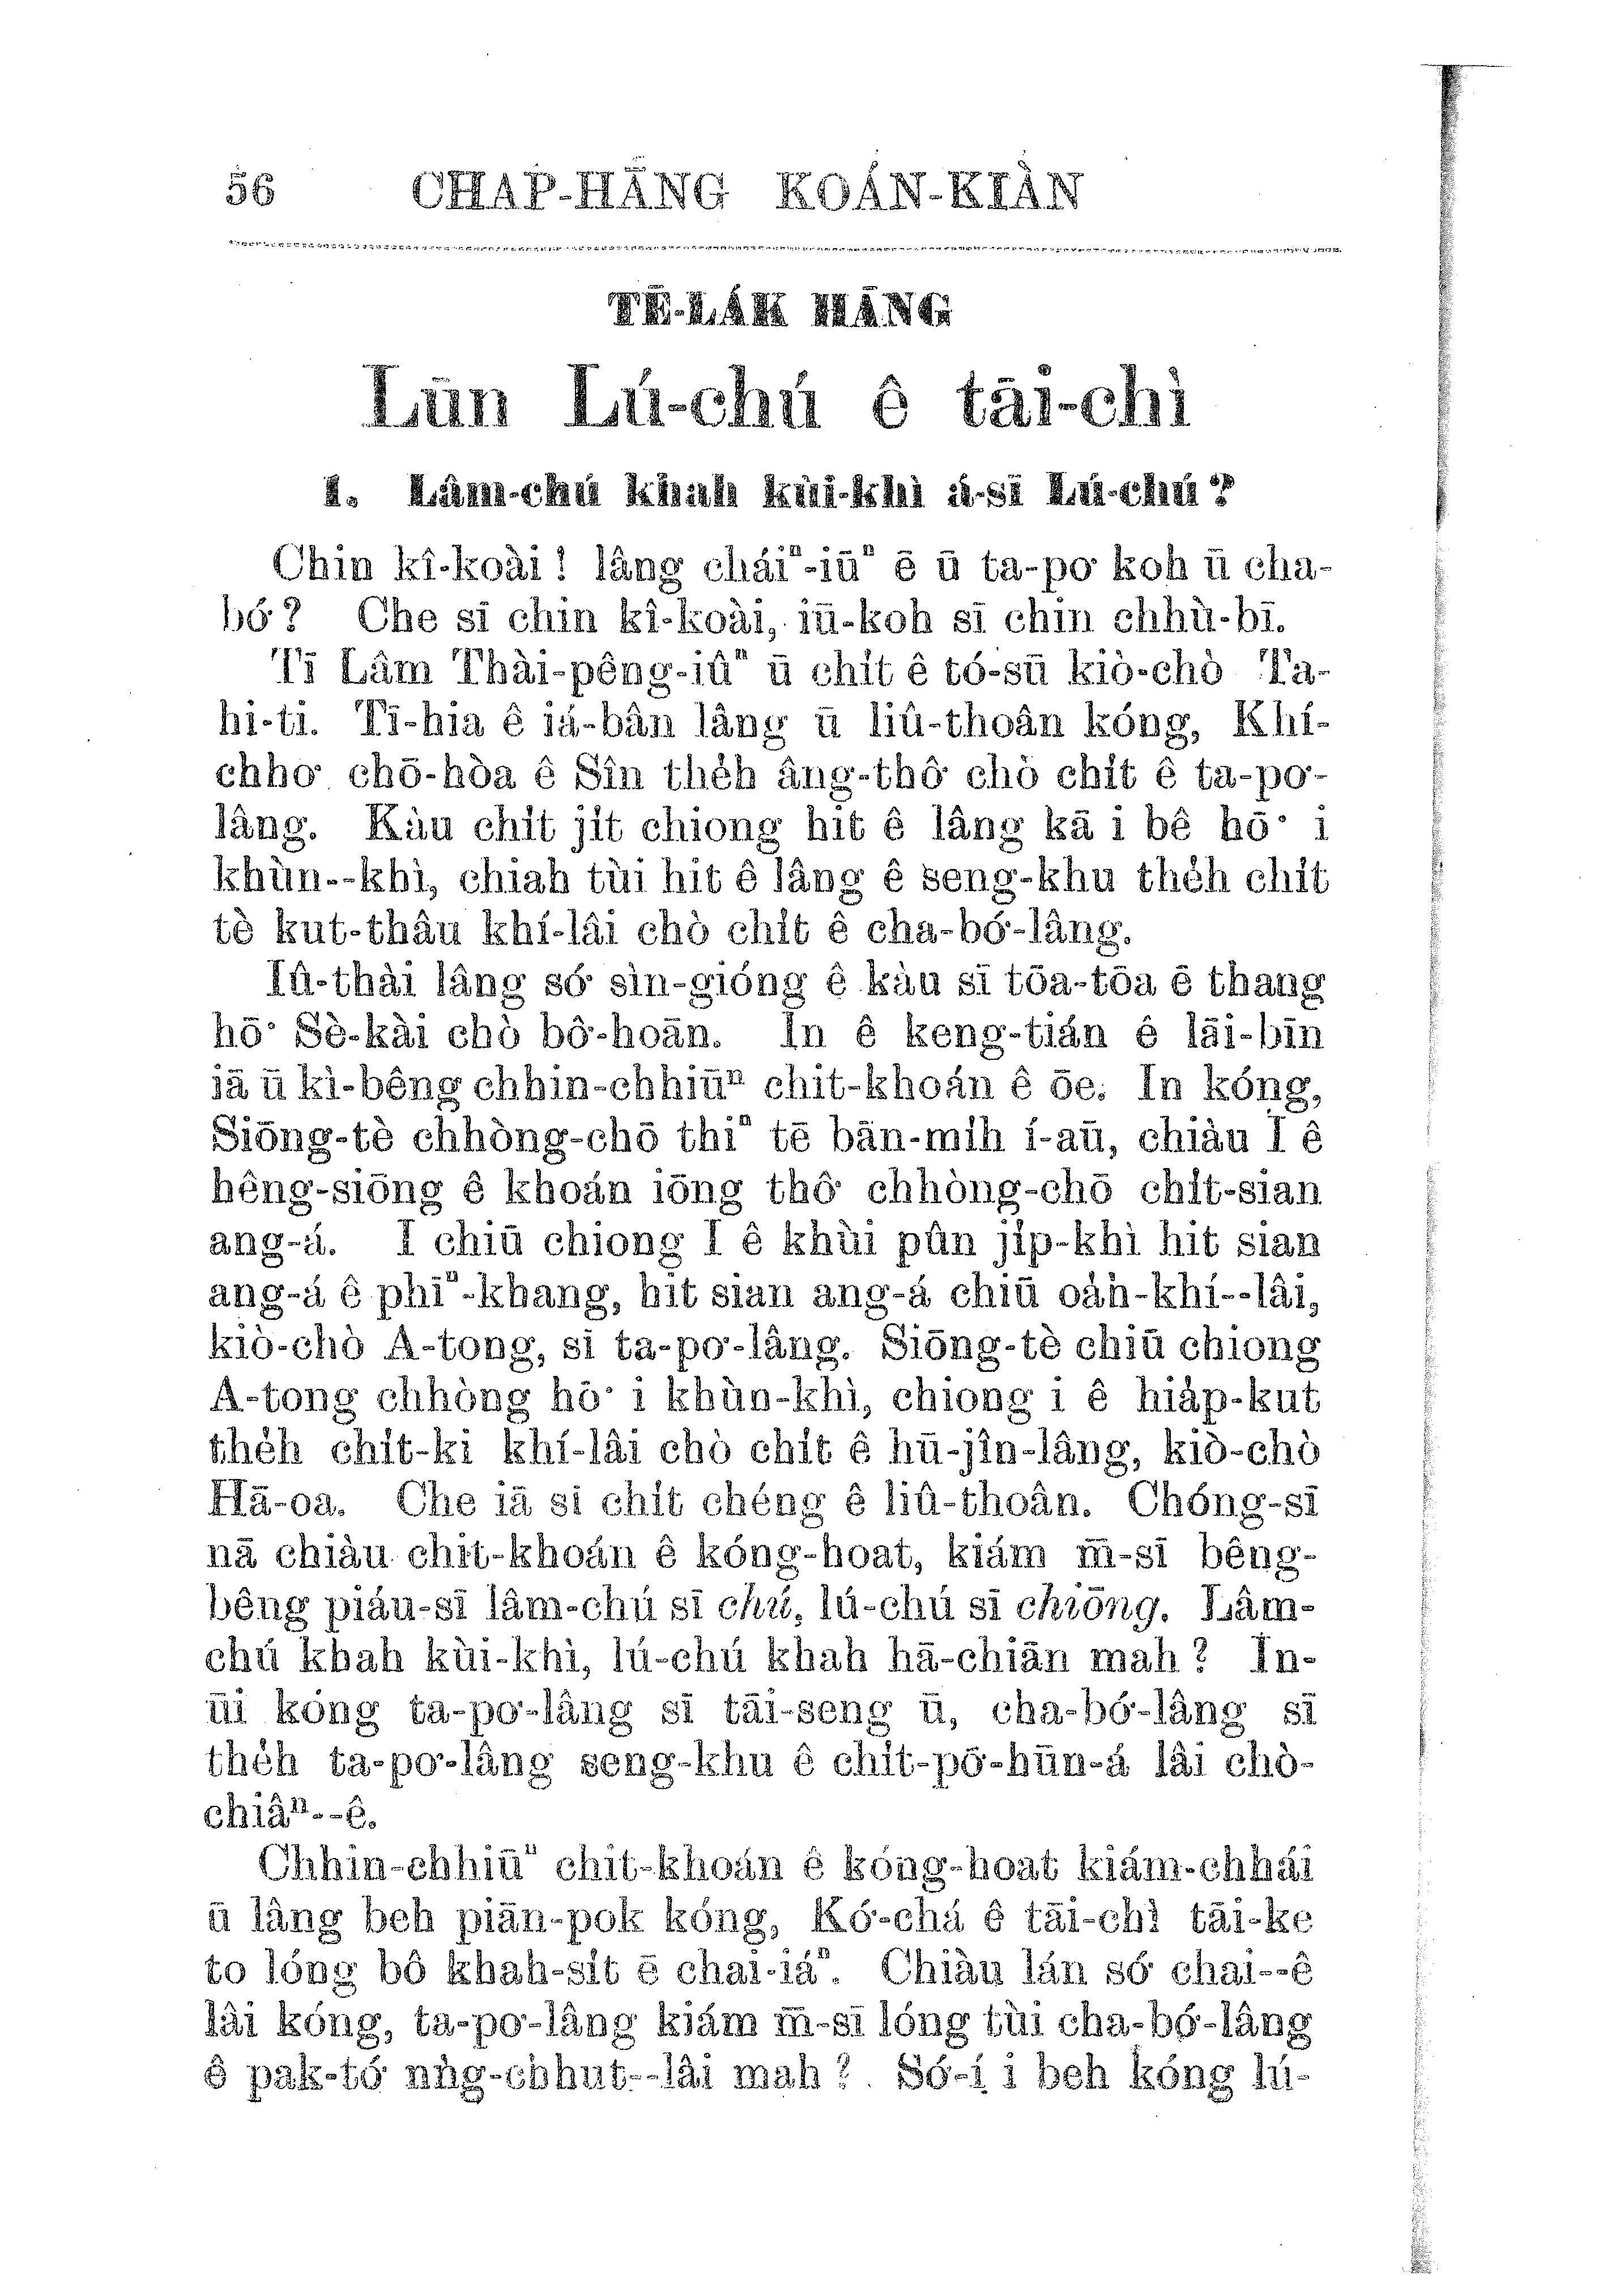 56 CHA̍P-HĀNG KOÁN-KIÀN
TĒ-LA̍K HĀNG
Lūn Lú-chú ê tāi-chì
1. Lâm-chú khah kùi-khì á-sī Lú-chú?
Chin kî-koài! lâng cháiⁿ-iūⁿ ē ū ta-po͘ koh ū cha-
bó͘? Che sī chin kî-koài, iū-koh sī chin chhù-bī.
Tī Lâm Thài-pêng-iûⁿ ū chi̍t ê tó-sū kiò-chò Ta-
hi-ti. Tī-hia ê iá-bân lâng ū liû-thoân kóng, Khí-
chho͘ chō-hòa ê Sîn the̍h âng-thô͘ chò chi̍t ê ta-po͘-
lâng. Kàu chi̍t ji̍t chiong hit ê lâng kā i bê hō͘ i
khùn--khì, chiah tùi hit ê lâng ê seng-khu the̍h chi̍t
tè kut-thâu khí-lâi chò chi̍t ê cha-bó͘-lâng.
Iû-thài lâng só͘ sìn-gióng ê kàu sī tōa-tōa ē thang
hō͘ Sè-kài chò bô-hoān. In ê keng-tián ê lāi-bīn
iā ū kì-bêng chhin-chhiūⁿ chit-khoán ê ōe. In kóng,
Siōng-tè chhòng-chō thiⁿ tē bān-mi̍h í-aū, chiàu I ê
hêng-siōng ê khoán iōng thô͘ chhòng-chō chi̍t-sian
ang-á. I chiū chiong I ê khùi pûn ji̍p-khì hit sian
ang-á ê phīⁿ-khang, hit sian ang-á chiū oa̍h-khí--lâi,
kiò-chò A-tong, sī ta-po͘-lâng. Siōng-tè chiū chiong
A-tong chhòng hō͘ i khùn-khì, chiong i ê hia̍p-kut
the̍h chi̍t-ki khí-lâi chò chi̍t ê hū-jîn-lâng, kiò-chò
Hā-oa. Che iā sī chi̍t chéng ê liû-thoân. Chóng-sī
nā chiàu chit-khoán ê kóng-hoat, kiám m̄-sī bêng-
bêng piáu-sī lâm-chú sī chú, lú-chú sī chiōng. Lâm-
chú khah kùi-khì, lú-chú khah hā-chiān mah? In-
ūi kóng ta-po͘-lâng sī tāi-seng ū, cha-bó͘-lâng sī
the̍h ta-po͘-lâng seng-khu ê chi̍t-pō͘-hūn-á lâi chò-
chiâⁿ--ê.
Chhin-chhiūⁿ chit-khoán ê kóng-hoat kiám-chhái
ū lâng beh piān-pok kóng, Kó͘-chá ê tāi-chì tāi-ke
to lóng bô khah-si̍t ē chai-iáⁿ. Chiàu lán só͘ chai--ê
lâi kóng, ta-po͘-lâng kiám m̄-sī lóng tùi cha-bó͘-lâng
ê pak-tó͘ nǹg-chhut--lâi mah? Só͘-í i beh kóng lú-